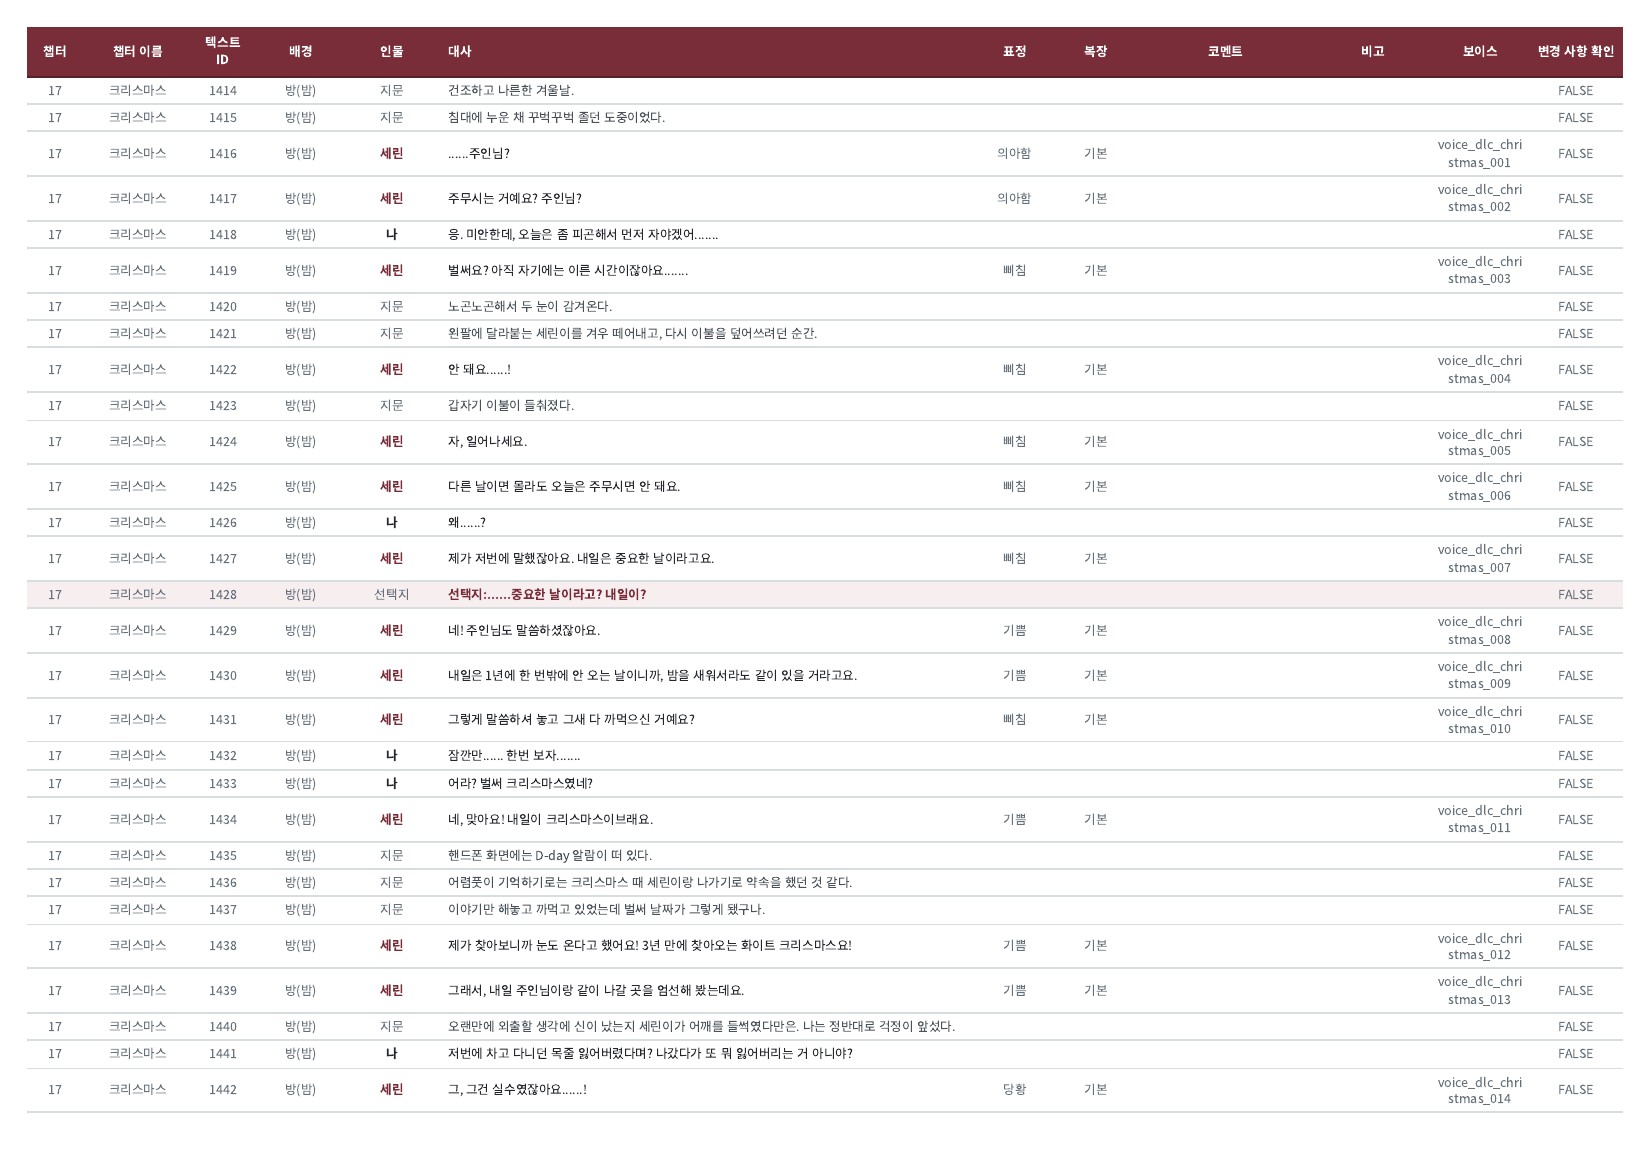 챕터 챕터 이름 텍스트 ID 배경 인물 대사 표정 복장 코멘트 비고 보이스 변경 사항 확인
17 크리스마스 1414 방(밤) 지문 건조하고 나른한 겨울날. FALSE
17 크리스마스 1415 방(밤) 지문 침대에 누운 채 꾸벅꾸벅 졸던 도중이었다. FALSE
17 크리스마스 1416 방(밤) 세린 ......주인님? 의아함 기본 voice_dlc_christmas_001 FALSE
17 크리스마스 1417 방(밤) 세린 주무시는 거예요? 주인님? 의아함 기본 voice_dlc_christmas_002 FALSE
17 크리스마스 1418 방(밤) 나 응. 미안한데, 오늘은 좀 피곤해서 먼저 자야겠어....... FALSE
17 크리스마스 1419 방(밤) 세린 벌써요? 아직 자기에는 이른 시간이잖아요....... 삐침 기본 voice_dlc_christmas_003 FALSE
17 크리스마스 1420 방(밤) 지문 노곤노곤해서 두 눈이 감겨온다. FALSE
17 크리스마스 1421 방(밤) 지문 왼팔에 달라붙는 세린이를 겨우 떼어내고, 다시 이불을 덮어쓰려던 순간. FALSE
17 크리스마스 1422 방(밤) 세린 안 돼요......! 삐침 기본 voice_dlc_christmas_004 FALSE
17 크리스마스 1423 방(밤) 지문 갑자기 이불이 들춰졌다. FALSE
17 크리스마스 1424 방(밤) 세린 자, 일어나세요. 삐침 기본 voice_dlc_christmas_005 FALSE
17 크리스마스 1425 방(밤) 세린 다른 날이면 몰라도 오늘은 주무시면 안 돼요. 삐침 기본 voice_dlc_christmas_006 FALSE
17 크리스마스 1426 방(밤) 나 왜......? FALSE
17 크리스마스 1427 방(밤) 세린 제가 저번에 말했잖아요. 내일은 중요한 날이라고요. 삐침 기본 voice_dlc_christmas_007 FALSE
17 크리스마스 1428 방(밤) 선택지 선택지:......중요한 날이라고? 내일이? FALSE
17 크리스마스 1429 방(밤) 세린 네! 주인님도 말씀하셨잖아요. 기쁨 기본 voice_dlc_christmas_008 FALSE
17 크리스마스 1430 방(밤) 세린 내일은 1년에 한 번밖에 안 오는 날이니까, 밤을 새워서라도 같이 있을 거라고요. 기쁨 기본 voice_dlc_christmas_009 FALSE
17 크리스마스 1431 방(밤) 세린 그렇게 말씀하셔 놓고 그새 다 까먹으신 거예요? 삐침 기본 voice_dlc_christmas_010 FALSE
17 크리스마스 1432 방(밤) 나 잠깐만...... 한번 보자....... FALSE
17 크리스마스 1433 방(밤) 나 어라? 벌써 크리스마스였네? FALSE
17 크리스마스 1434 방(밤) 세린 네, 맞아요! 내일이 크리스마스이브래요. 기쁨 기본 voice_dlc_christmas_011 FALSE
17 크리스마스 1435 방(밤) 지문 핸드폰 화면에는 D-day 알람이 떠 있다. FALSE
17 크리스마스 1436 방(밤) 지문 어렴풋이 기억하기로는 크리스마스 때 세린이랑 나가기로 약속을 했던 것 같다. FALSE
17 크리스마스 1437 방(밤) 지문 이야기만 해놓고 까먹고 있었는데 벌써 날짜가 그렇게 됐구나. FALSE
17 크리스마스 1438 방(밤) 세린 제가 찾아보니까 눈도 온다고 했어요! 3년 만에 찾아오는 화이트 크리스마스요! 기쁨 기본 voice_dlc_christmas_012 FALSE
17 크리스마스 1439 방(밤) 세린 그래서, 내일 주인님이랑 같이 나갈 곳을 엄선해 봤는데요. 기쁨 기본 voice_dlc_christmas_013 FALSE
17 크리스마스 1440 방(밤) 지문 오랜만에 외출할 생각에 신이 났는지 세린이가 어깨를 들썩였다만은. 나는 정반대로 걱정이 앞섰다. FALSE
17 크리스마스 1441 방(밤) 나 저번에 차고 다니던 목줄 잃어버렸다며? 나갔다가 또 뭐 잃어버리는 거 아니야? FALSE
17 크리스마스 1442 방(밤) 세린 그, 그건 실수였잖아요......! 당황 기본 voice_dlc_christmas_014 FALSE